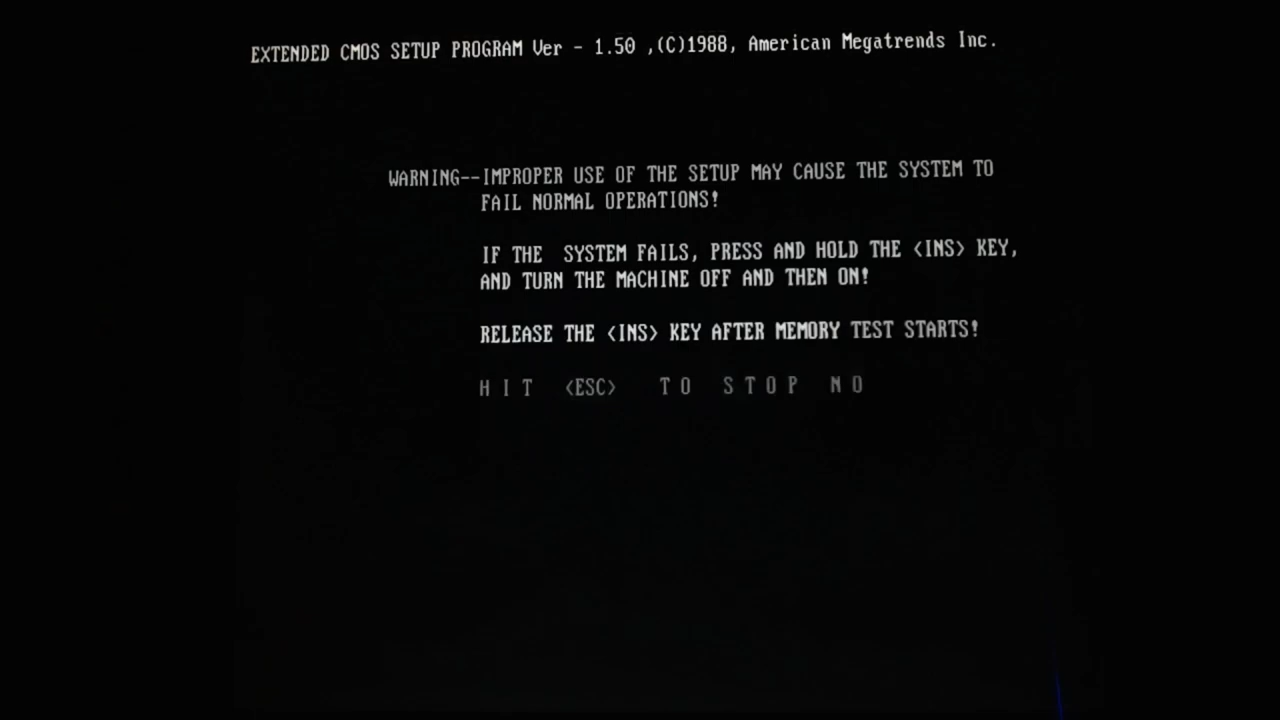 EXTENDED CMOS SETUP PROGRAM Ver - 1.50 ,(C)1988, American Megatrends Inc.
WARNING--IMPROPER USE OF THE SETUP MAY CAUSE THE SYSTEM TO
FAIL NORMAL OPERATIONS!
IF THE  SYSTEM FAILS, PRESS AND HOLD THE <INS> KEY,
AND TURN THE MACHINE OFF AND THEN ON!
RELEASE THE <INS> KEY AFTER MEMORY TEST STARTS!
H I T   <ESC>    T O   S T O P   N O